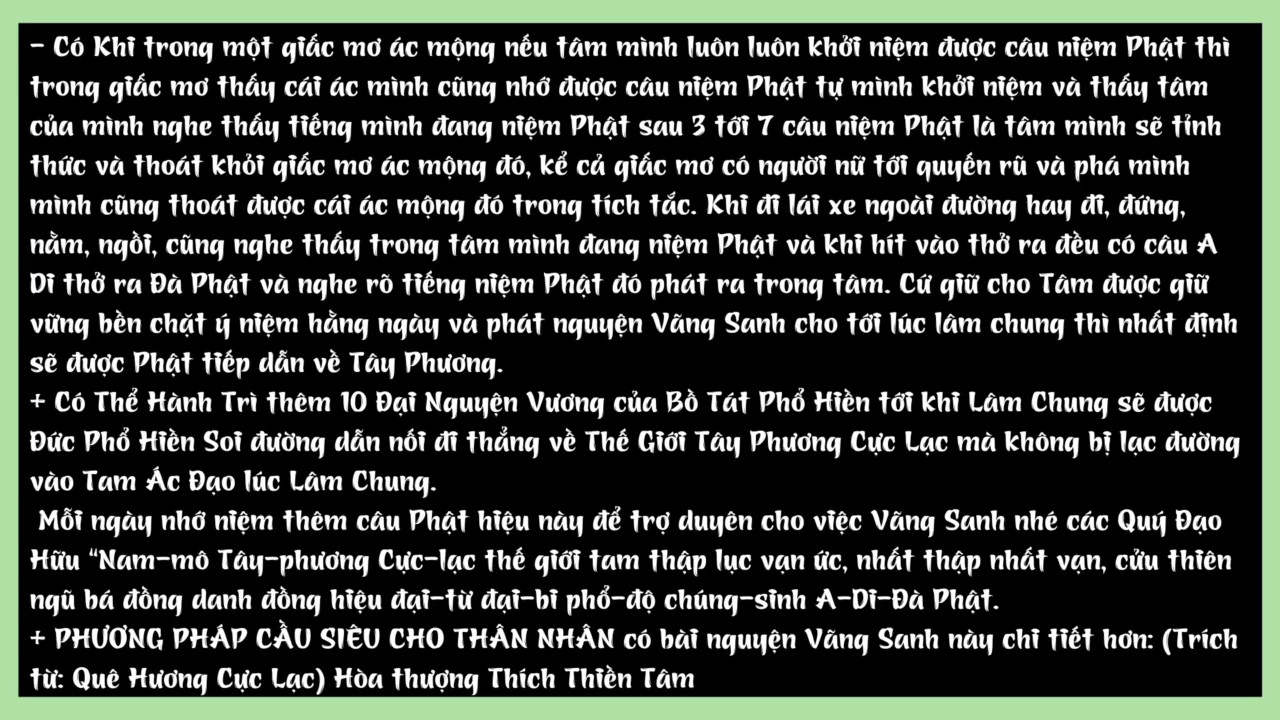 - Có Khi trong một giấc mơ ác mộng nếu tâm mình luôn luôn khởi niệm được câu niệm Phật thì
trong giấc mơ thấy cái ác mình cũng nhớ được câu niệm Phật tự mình khởi niệm và thấy tâm
của mình nghe thấy tiếng mình đang niệm Phật sau 3 tới 7 câu niệm Phật là tâm mình sẽ tỉnh
thức và thoát khỏi giấc mơ ác mộng đó, kể cả giấc mơ có người nữ tới quyến rũ và phá mình
mình cũng thoát được cái ác mộng đó trong tích tắc. Khi đi lái xe ngoài đường hay đi, đứng,
nằm, ngồi, cũng nghe thấy trong tâm mình đang niệm Phật và khi hít vào thở ra đều có câu A
Di thở ra Đà Phật và nghe rõ tiếng niệm Phật đó phát ra trong tâm. Cứ giữ cho Tâm được giữ
vững bền chặt ý niệm hằng ngày và phát nguyện Vãng Sanh cho tới lúc lâm chung thì nhất định
sẽ được Phật tiếp dẫn về Tây Phương.
+ Có Thể Hành Trì thêm 10 Đại Nguyện Vương của Bồ Tát Phổ Hiền tới khi Lâm Chung sẽ được
Đức Phổ Hiền Soi đường dẫn nối đi thẳng về Thế Giới Tây Phương Cực Lạc mà không bị lạc đường
vào Tam Ác Đạo lúc Lâm Chung.
Mỗi ngày nhớ niệm thêm câu Phật hiệu này để trợ duyên cho việc Vãng Sanh nhé các Quý Đạo
Hữu “Nam-mô Tây-phương Cực-lạc thế giới tam thập lục vạn ức, nhất thập nhất vạn, cửu thiên
ngũ bá đồng danh đồng hiệu đại-từ đại-bi phổ-độ chúng-sinh A-Di-Đà Phật.
+ PHƯƠNG PHÁP CẦU SIÊU CHO THÂN NHÂN có bài nguyện Vãng Sanh này chi tiết hơn: (Trích
từ: Quê Hương Cực Lạc) Hòa thượng Thích Thiền Tâm